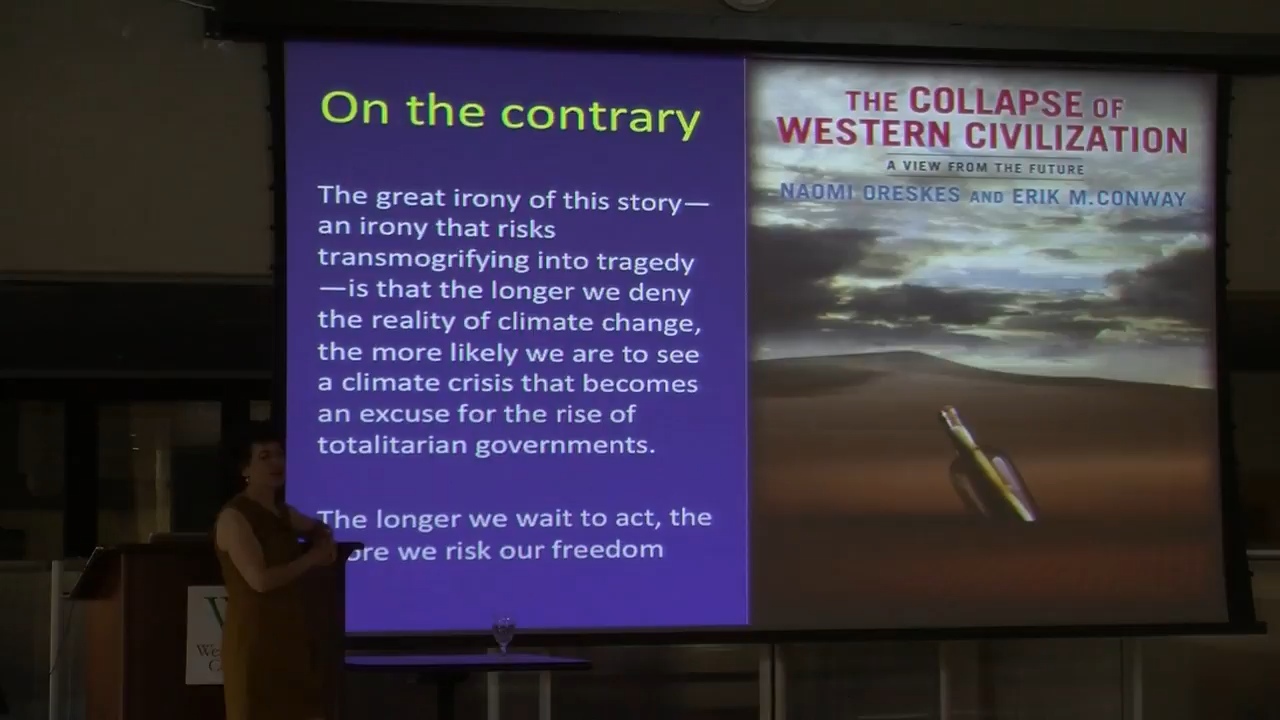 On the contrary
The great irony of this story—
an irony that risks
transmogrifying into tragedy
—is that the longer we deny
the reality of climate change,
the more likely we are to see
a climate crisis that becomes
an excuse for the rise of
totalitarian governments.
The longer we wait to act, the
we risk our freedom
THE COLLAPSE OF
WESTERN CIVILIZATION
A VIEW FROM THE FUTURE
NAOMI ORESKES AND ERIK M. CONWAY
W